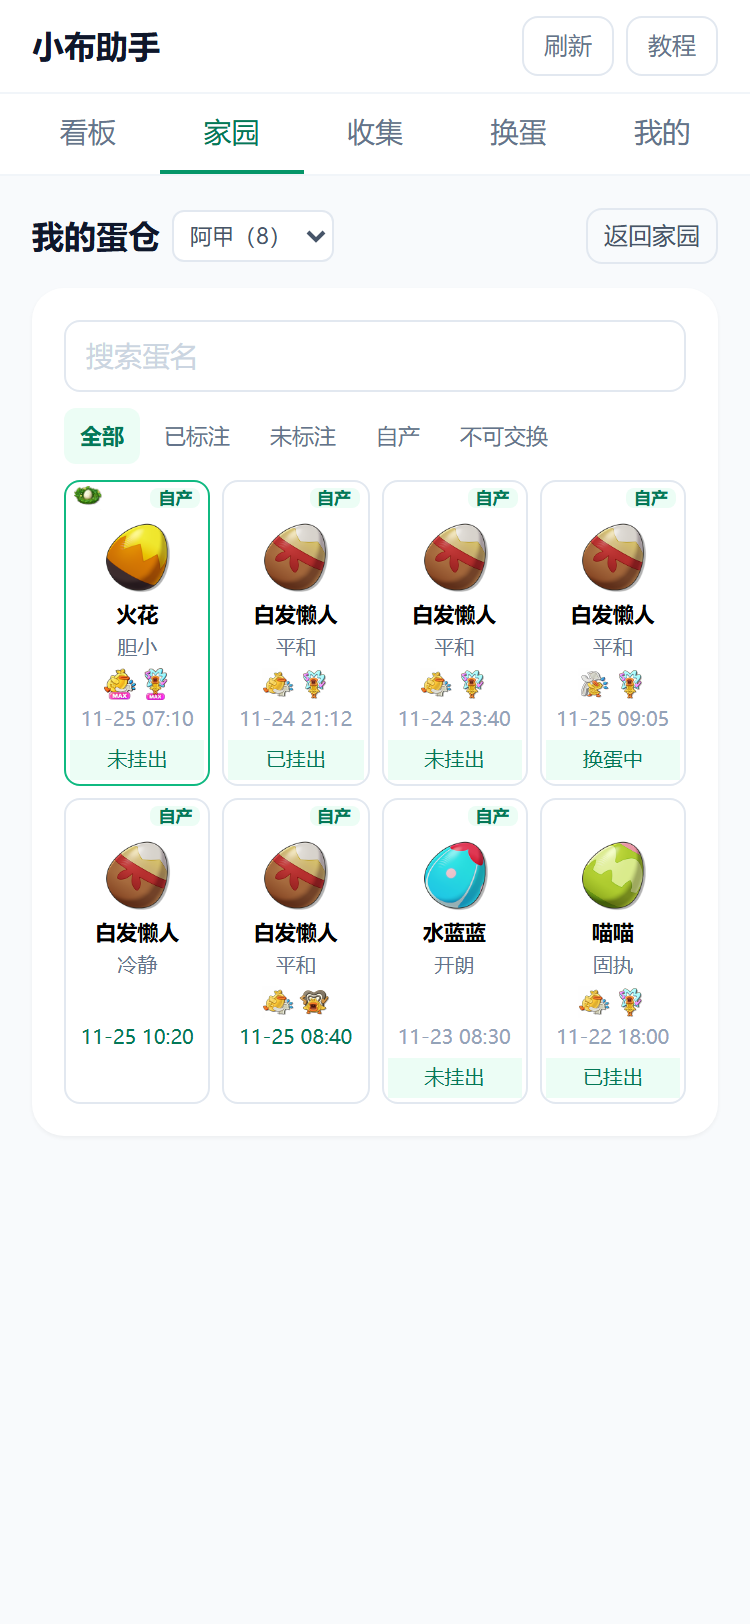 小布助手 刷新 教程
看板 家园 收集 换蛋 我的
我的蛋仓 阿甲（8） 返回家园
搜索蛋名
全部 已标注 未标注 自产 不可交换
自产 自产 自产 自产
火花 白发懒人 白发懒人 白发懒人
胆小 平和 平和 平和
MAX MAX
11-25 07:10 11-24 21:12 11-24 23:40 11-25 09:05
未挂出 已挂出 未挂出 换蛋中
自产 自产 自产
白发懒人 白发懒人 水蓝蓝 喵喵
冷静 平和 开朗 固执
11-25 10:20 11-25 08:40 11-23 08:30 11-22 18:00
未挂出 已挂出